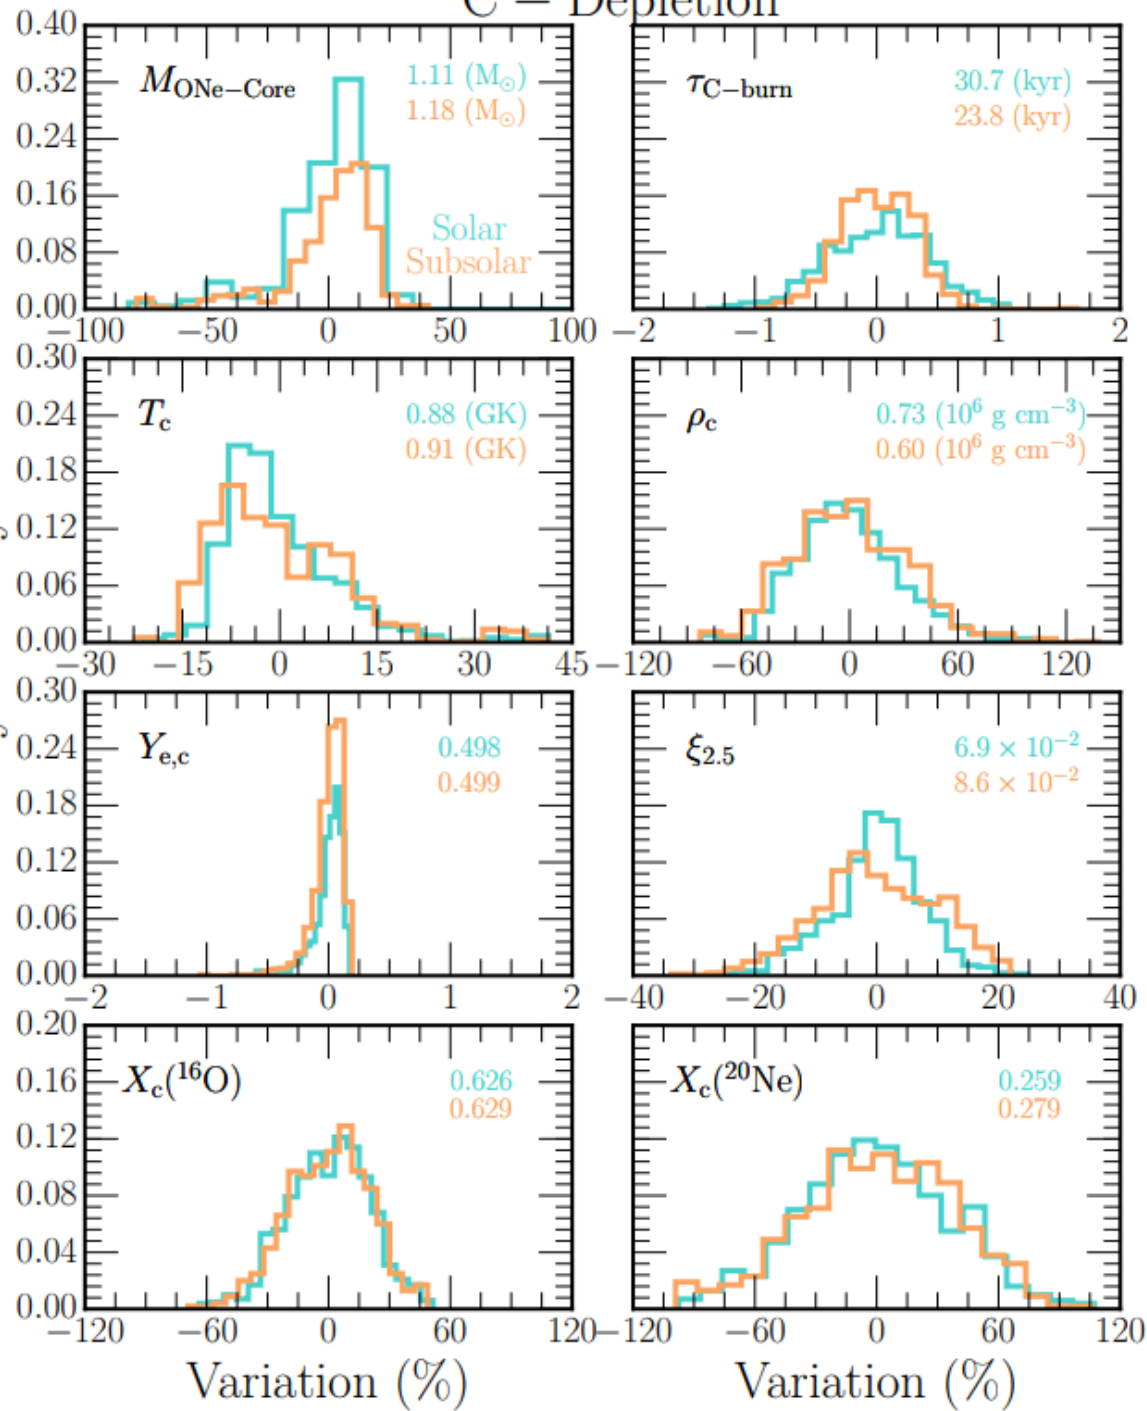 C − Depletion
0.40
0.32
0.24
0.16
0.08
0.00
M_ONe−Core
1.11 (M⊙)
1.18 (M⊙)
Solar
Subsolar
−100 −50 0 50 100
τ_C−burn
30.7 (kyr)
23.8 (kyr)
−2 −1 0 1 2
0.30
0.24
0.18
0.12
0.06
0.00
T_c
0.88 (GK)
0.91 (GK)
−30 −15 0 15 30 45
ρ_c
0.73 (10⁶ g cm⁻³)
0.60 (10⁶ g cm⁻³)
−120 −60 0 60 120
0.30
0.24
0.18
0.12
0.06
0.00
Y_e,c
0.498
0.499
−2 −1 0 1 2
ξ_2.5
6.9 × 10⁻²
8.6 × 10⁻²
−40 −20 0 20 40
0.20
0.16
0.12
0.08
0.04
0.00
X_c(¹⁶O)
0.626
0.629
−120 −60 0 60 120
Variation (%)
X_c(²⁰Ne)
0.259
0.279
−120 −60 0 60 120
Variation (%)